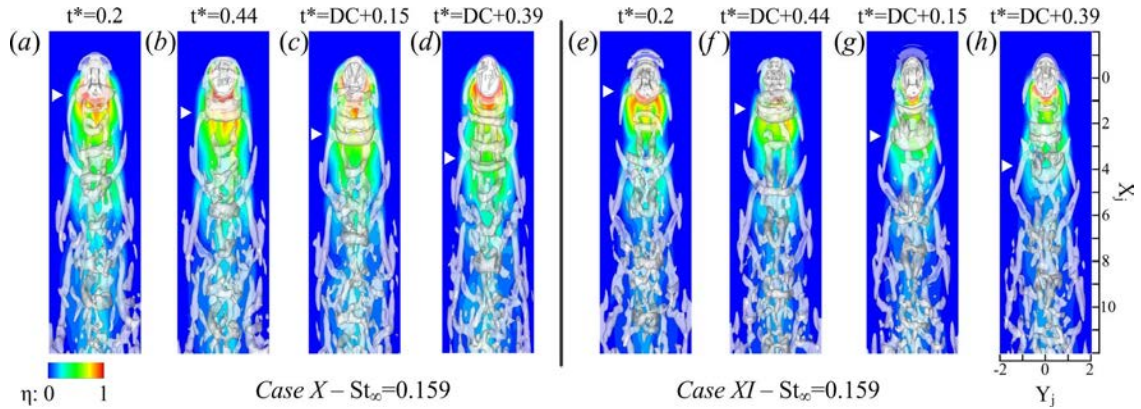 t*=0.2 t*=0.44 t*=DC+0.15 t*=DC+0.39 t*=0.2 t*=DC+0.44 t*=DC+0.15 t*=DC+0.39
(a) (b) (c) (d) (e) (f) (g) (h)
0
2
4
6
8
10
X_j
-2 0 2
Y_j
η: 0 1
Case X – St∞=0.159
Case XI – St∞=0.159